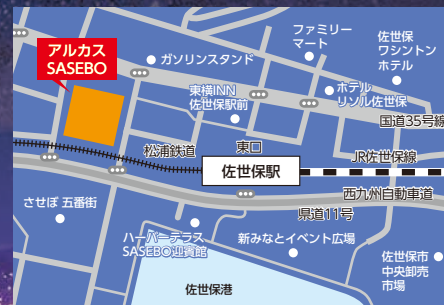 アルカス
SASEBO
ガソリンスタンド
ファミリー
マート
佐世保
ワシントン
ホテル
東横INN
佐世保駅前
ホテル
リソル佐世保
国道35号線
松浦鉄道
東口
JR佐世保線
佐世保駅
西九州自動車道
させぼ 五番街
県道11号
ハーバーテラス
SASEBO迎賓館
新みなとイベント広場
佐世保市
中央卸売
市場
佐世保港